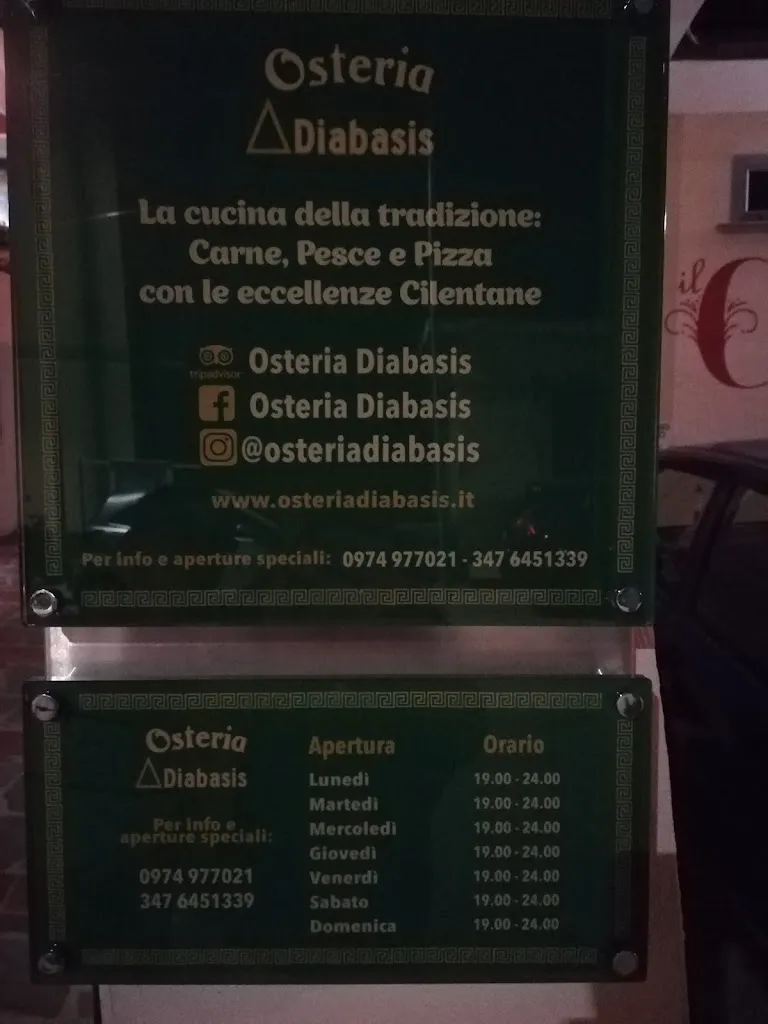 Osteria
Diabasis
La cucina della tradizione:
Carne, Pesce e Pizza
con le eccellenze Cilentane
tripadvisor Osteria Diabasis
Osteria Diabasis
@osteriadiabasis
www.osteriadiabasis.it
Per info e aperture speciali: 0974 977021 - 347 6451339
il C
Osteria
Diabasis
Per info e
aperture speciali:
0974 977021
347 6451339
Apertura Orario
Lunedì 19.00 - 24.00
Martedì 19.00 - 24.00
Mercoledì 19.00 - 24.00
Giovedì 19.00 - 24.00
Venerdì 19.00 - 24.00
Sabato 19.00 - 24.00
Domenica 19.00 - 24.00